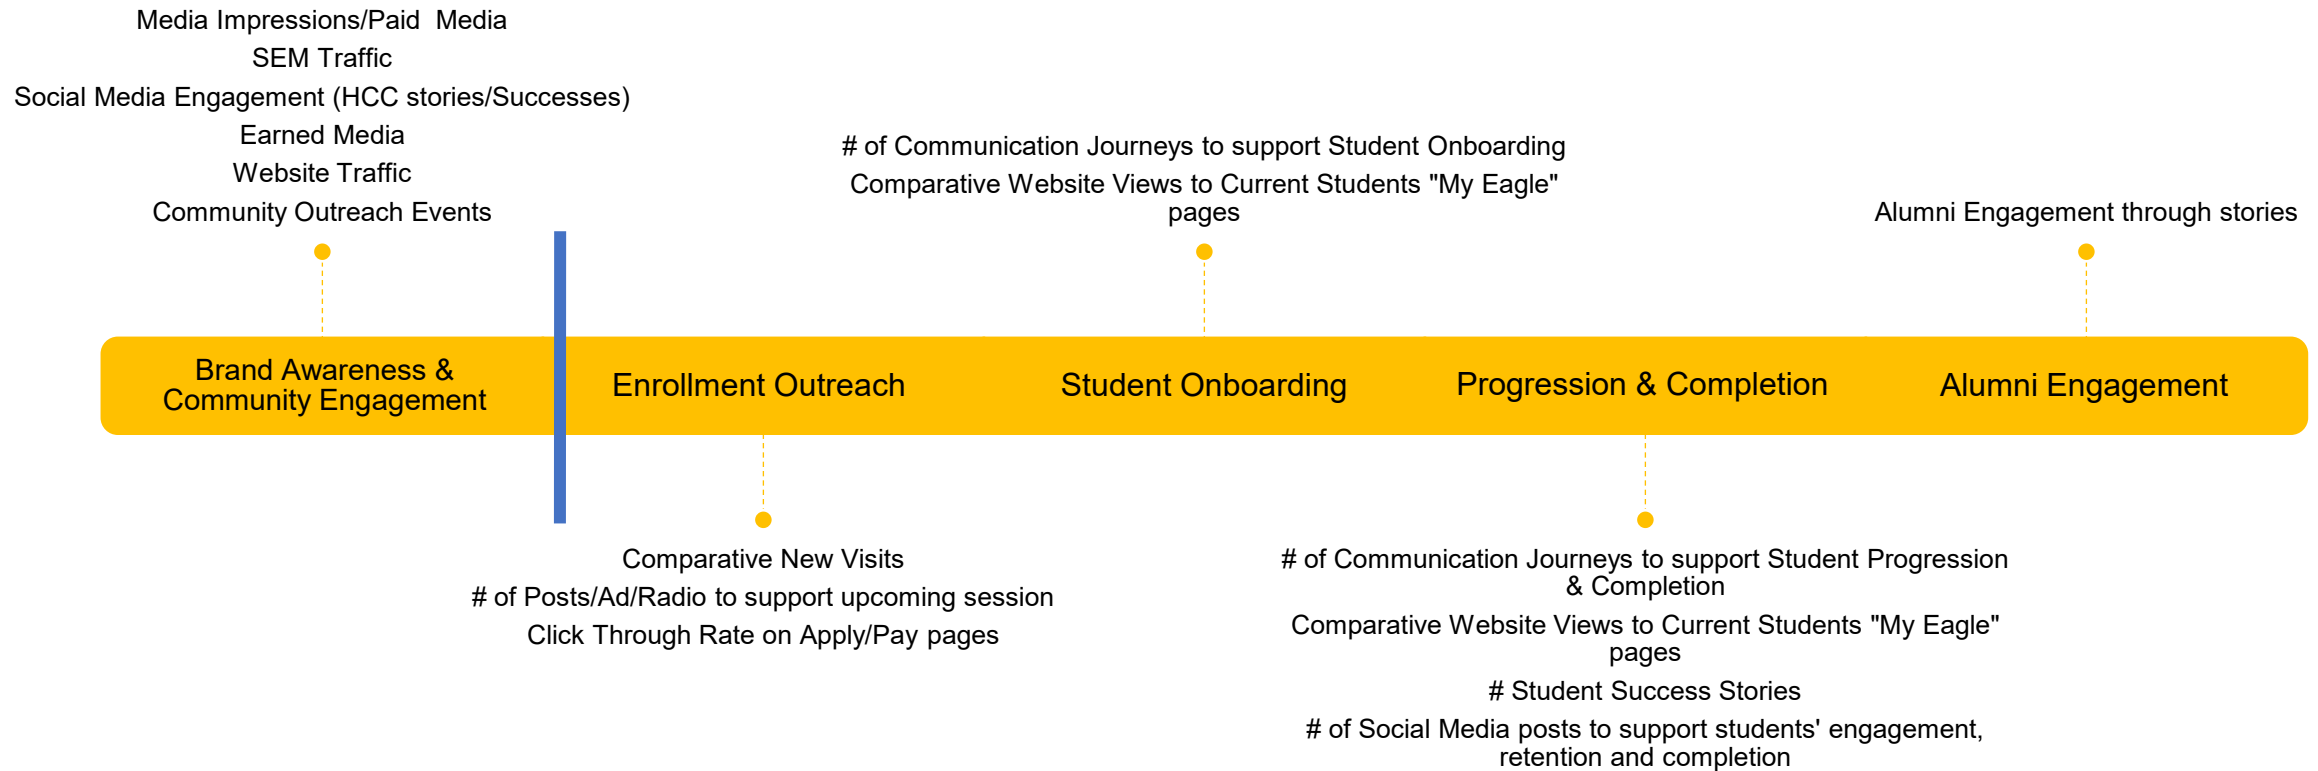 Media Impressions/Paid  Media
SEM Traffic
Social Media Engagement (HCC stories/Successes)
Earned Media
Website Traffic
Community Outreach Events
# of Communication Journeys to support Student Onboarding
Comparative Website Views to Current Students "My Eagle"
pages
Alumni Engagement through stories
Brand Awareness &
Community Engagement
Enrollment Outreach
Student Onboarding
Progression & Completion
Alumni Engagement
Comparative New Visits
# of Posts/Ad/Radio to support upcoming session
Click Through Rate on Apply/Pay pages
# of Communication Journeys to support Student Progression
& Completion
Comparative Website Views to Current Students "My Eagle"
pages
# Student Success Stories
# of Social Media posts to support students' engagement,
retention and completion